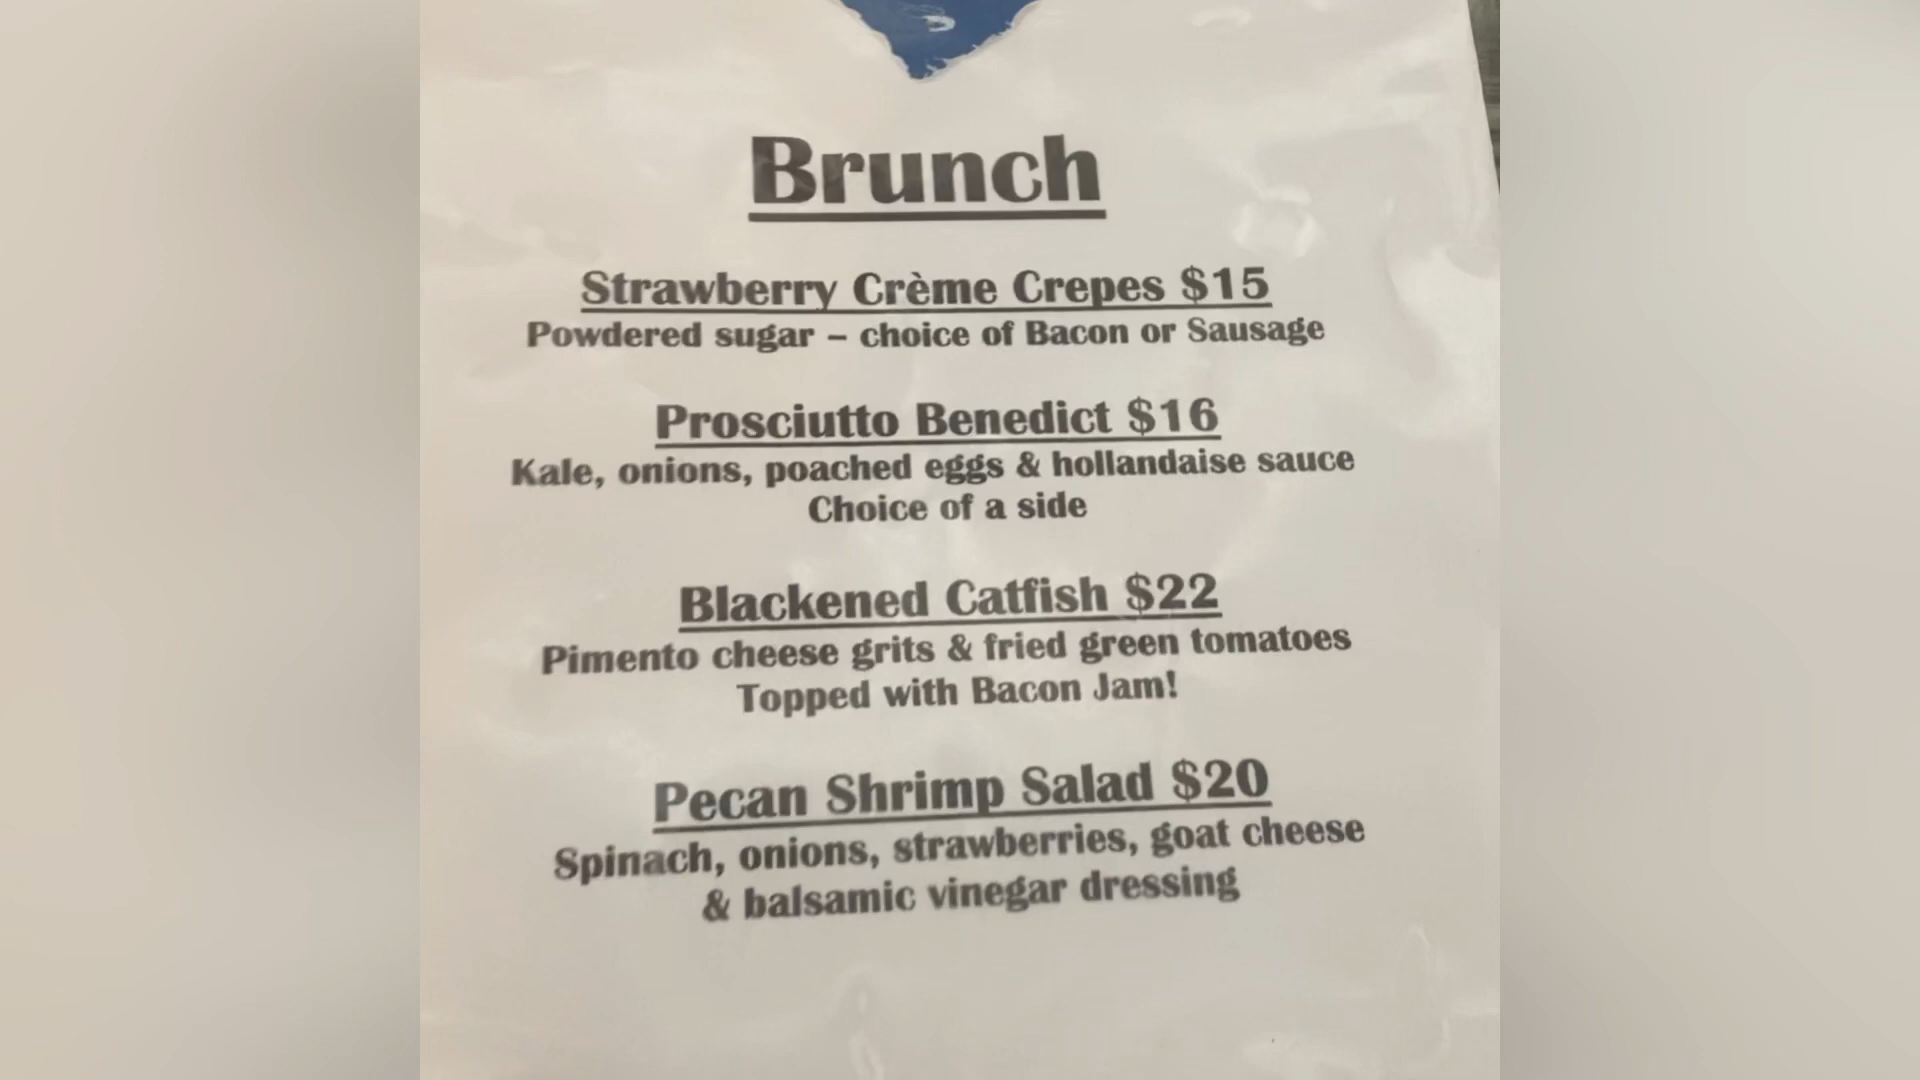 Brunch
Strawberry Crème Crepes $15
Powdered sugar – choice of Bacon or Sausage
Prosciutto Benedict $16
Kale, onions, poached eggs & hollandaise sauce
Choice of a side
Blackened Catfish $22
Pimento cheese grits & fried green tomatoes
Topped with Bacon Jam!
Pecan Shrimp Salad $20
Spinach, onions, strawberries, goat cheese
& balsamic vinegar dressing